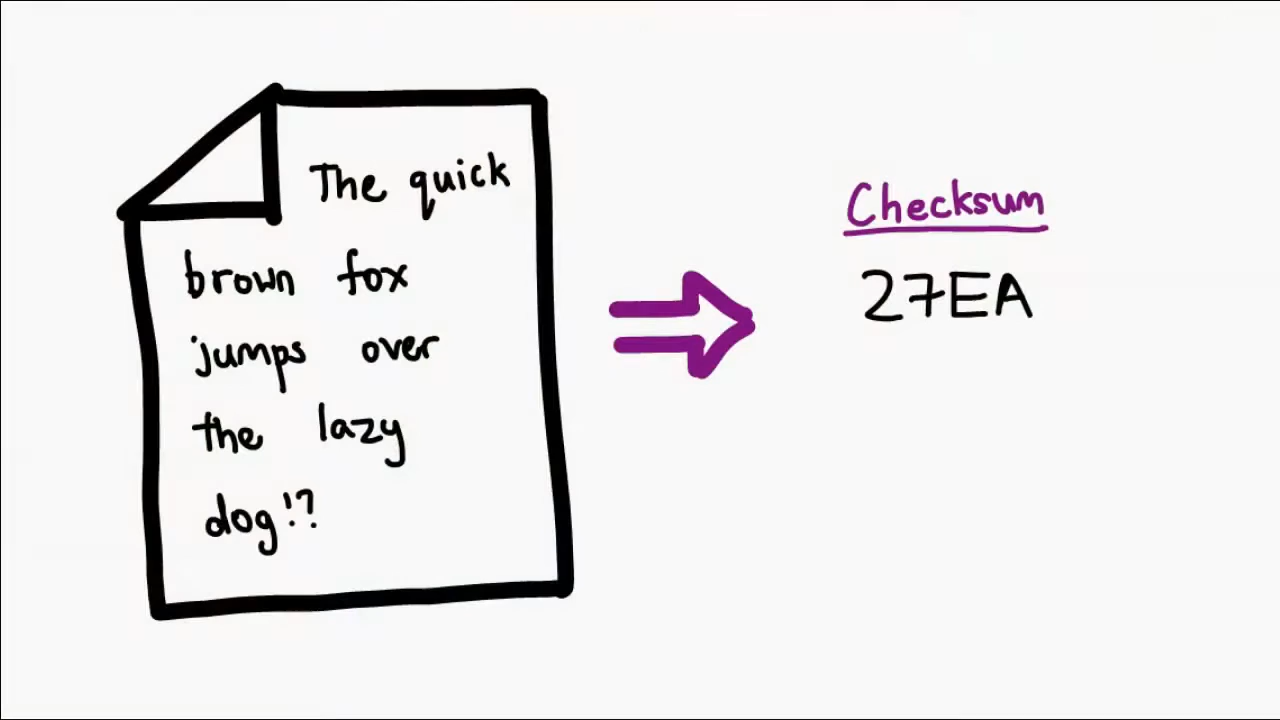 The quick
brown fox
jumps over
the lazy
dog!?
Checksum
27EA